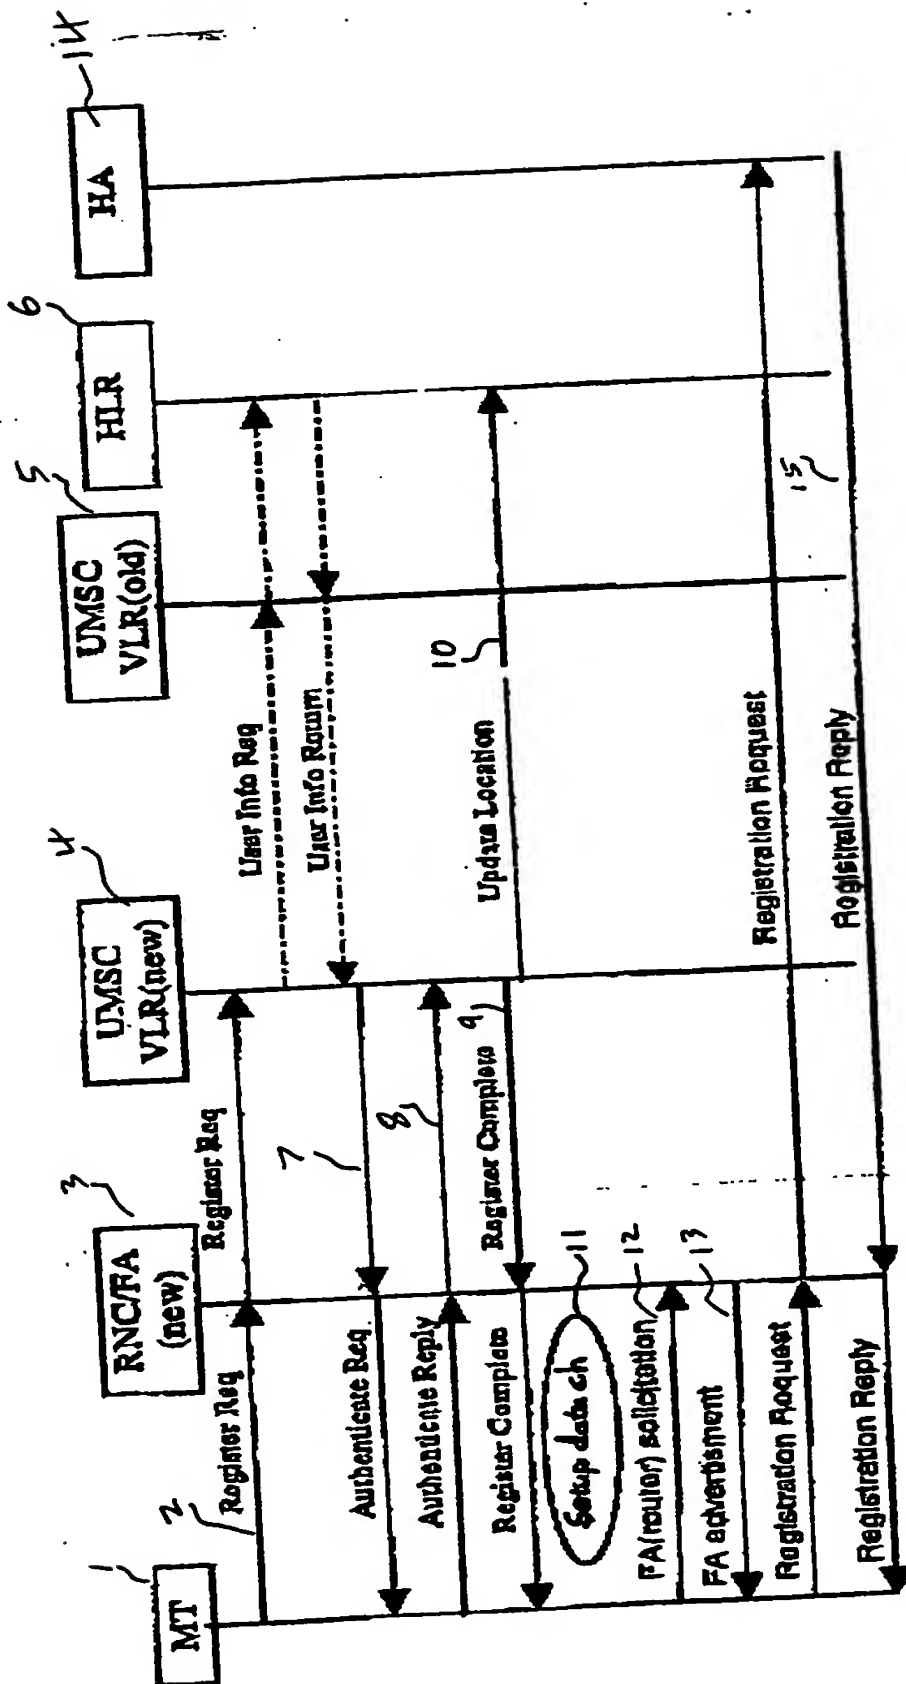 MT
1
RNC/FA
(new)
3
UMSC
VLR(new)
4
UMSC
VLR(old)
5
HLR
6
HA
14
2
Register Req
Register Req
User Info Req
User Info Return
7
Authenticate Req
8
Authenticate Reply
9
Register Complete
Register Complete
Update Location
10
Setup data ch
11
FA(router) solicitation
12
FA advertisment
13
Registration Request
Registration Request
15
Registration Reply
Registration Reply